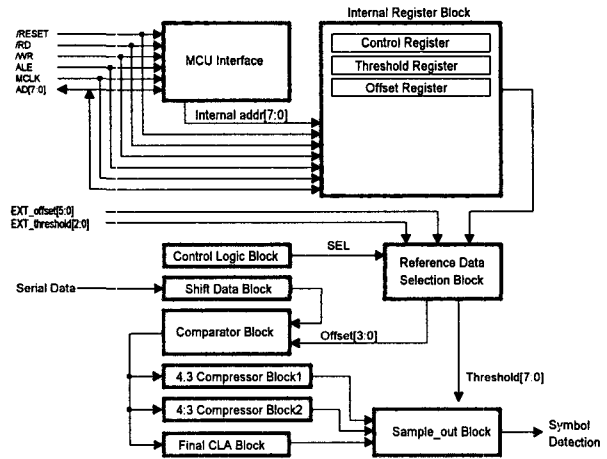 Internal Register Block
/RESET
/RD
/WR
ALE
MCLK
AD[7:0]
MCU Interface
Control Register
Threshold Register
Offset Register
Internal addr[7:0]
EXT_offset[5:0]
EXT_threshold[2:0]
Control Logic Block
SEL
Reference Data
Selection Block
Serial Data
Shift Data Block
Comparator Block
Offset[3:0]
4.3 Compressor Block1
Threshold[7:0]
4:3 Compressor Block2
Final CLA Block
Sample_out Block
Symbol
Detection